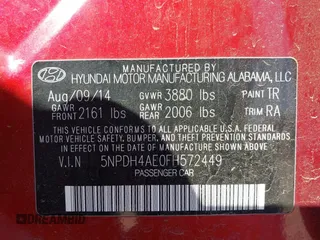 MANUFACTURED BY
HYUNDAI MOTOR MANUFACTURING ALABAMA, LLC
Aug/09/14 GVWR 3880 lbs PAINT TR
GAWR FRONT 2161 lbs GAWR REAR 2006 lbs TRIM RA
THIS VEHICLE CONFORMS TO ALL APPLICABLE FEDERAL
MOTOR VEHICLE SAFETY, BUMPER, AND THEFT PREVENTION
STANDARDS IN EFFECT ON THE DATE OF MANUFACTURE
SHOWN ABOVE.
V.I.N 5NPDH4AE0FH572449
PASSENGER CAR
DREAMBID